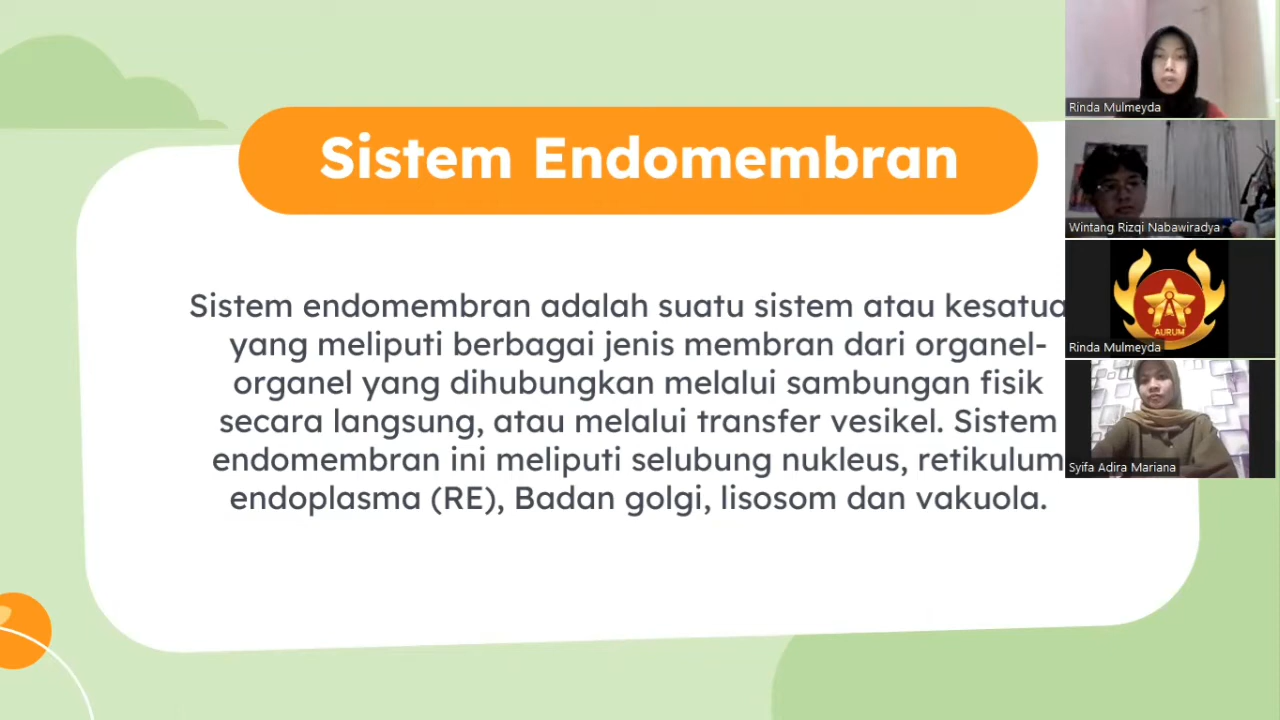 Sistem Endomembran
Sistem endomembran adalah suatu sistem atau kesatua
yang meliputi berbagai jenis membran dari organel-
organel yang dihubungkan melalui sambungan fisik
secara langsung, atau melalui transfer vesikel. Sistem
endomembran ini meliputi selubung nukleus, retikulum
endoplasma (RE), Badan golgi, lisosom dan vakuola.
Rinda Mulmeyda
Wintang Rizqi Nabawiradya
AURUM
Rinda Mulmeyda
Syifa Adira Mariana